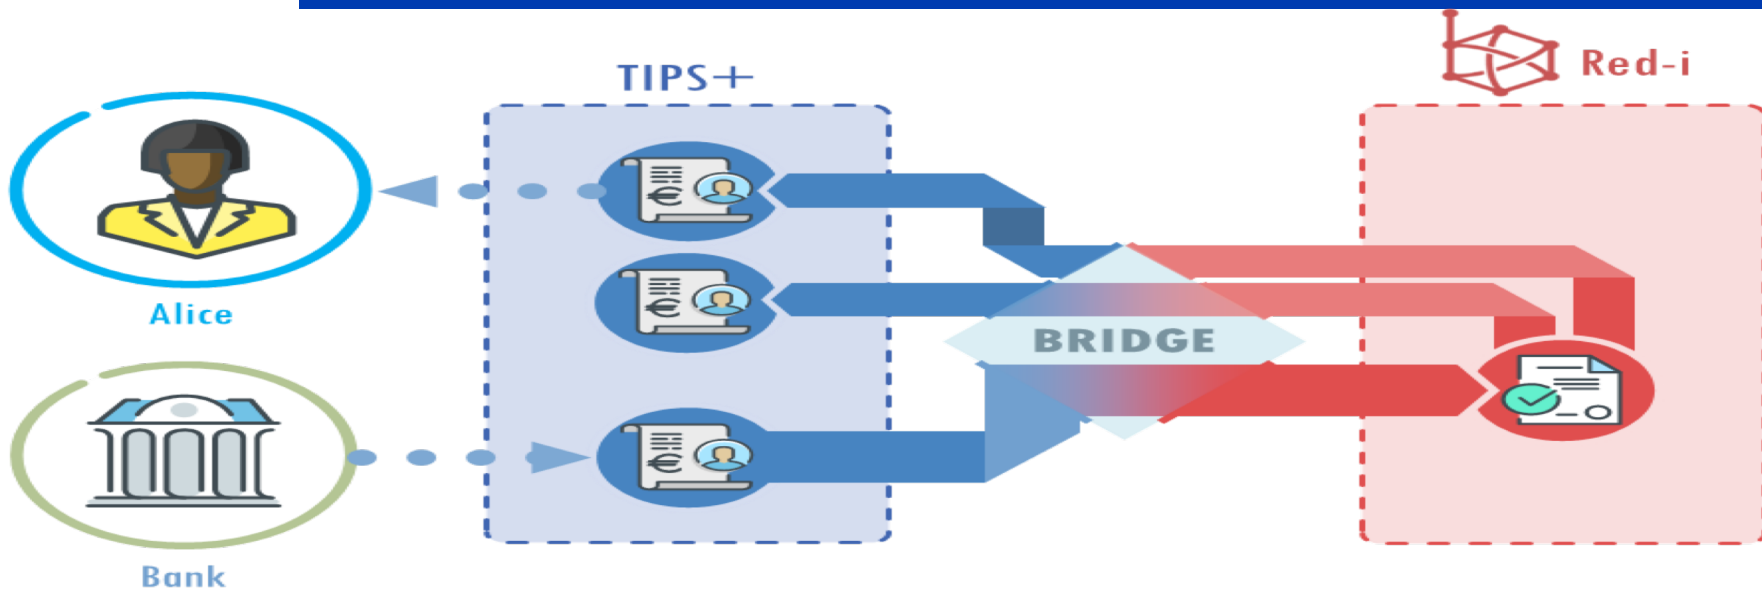 TIPS+
Red-i
Alice
BRIDGE
Bank
€
€
€